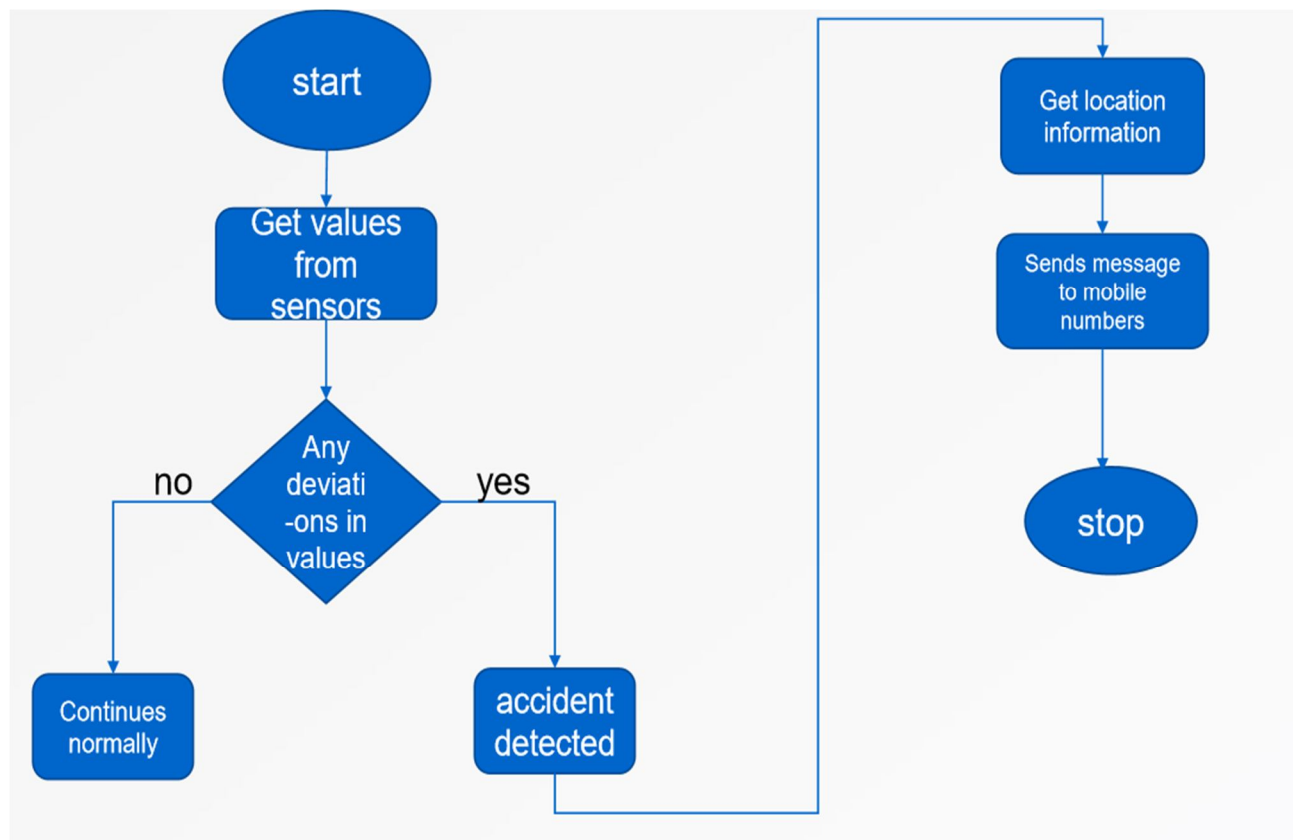 start
Get values
from
sensors
Any
deviati
-ons in
values
no
yes
Continues
normally
accident
detected
Get location
information
Sends message
to mobile
numbers
stop